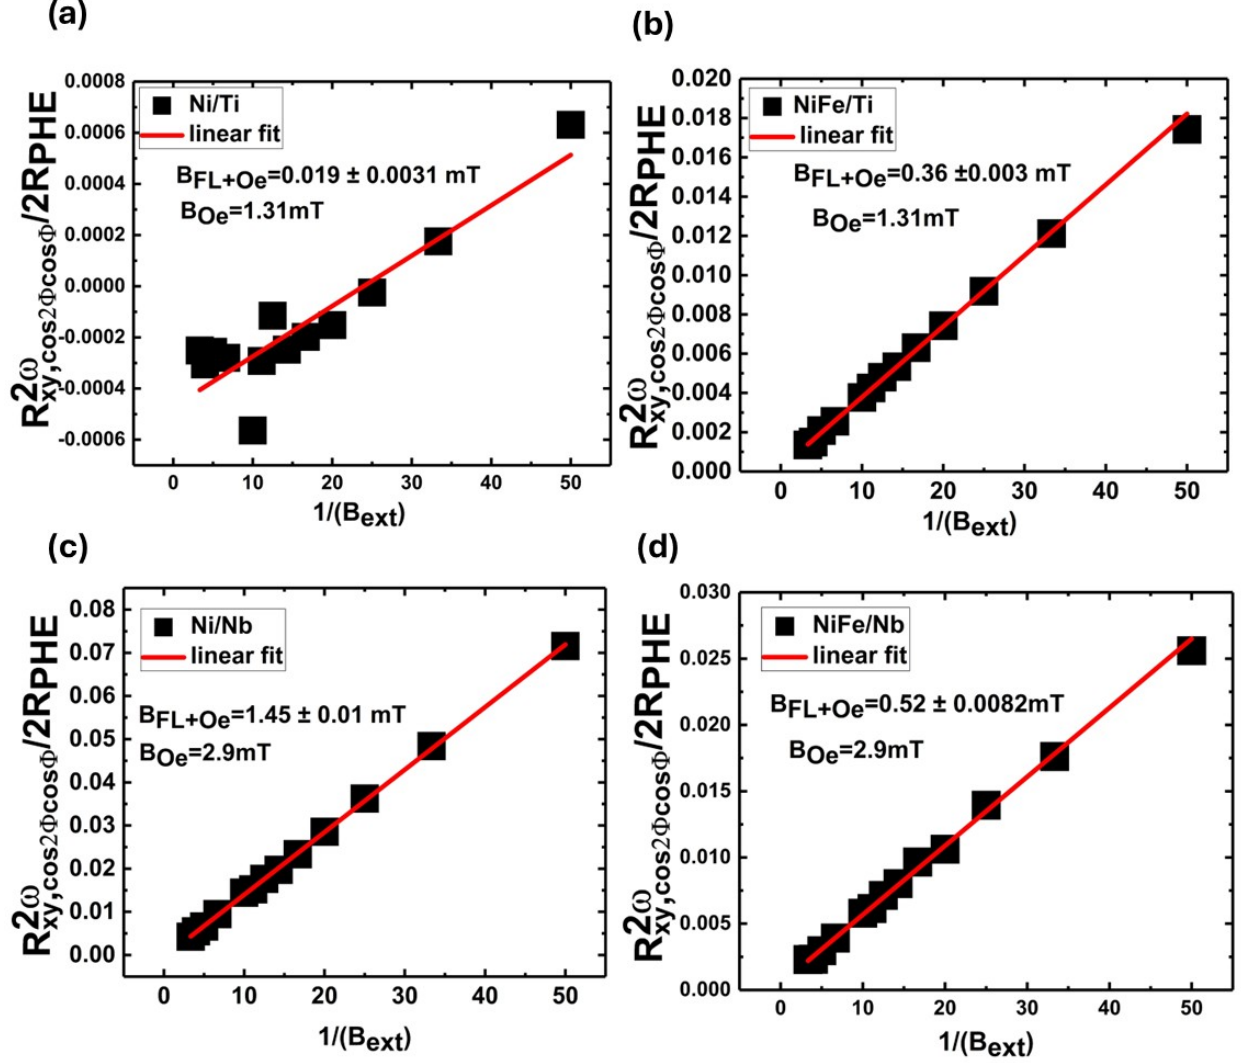 (a)
0.0008
0.0006
0.0004
0.0002
0.0000
-0.0002
-0.0004
-0.0006
R2ω xy,cos2ΦcosΦ/2RPHE
Ni/Ti
linear fit
BFL+Oe=0.019 ± 0.0031 mT
BOe=1.31mT
0 10 20 30 40 50
1/(Bext)
(b)
0.020
0.018
0.016
0.014
0.012
0.010
0.008
0.006
0.004
0.002
0.000
R2ω xy,cos2ΦcosΦ/2RPHE
NiFe/Ti
linear fit
BFL+Oe=0.36 ±0.003 mT
BOe=1.31mT
0 10 20 30 40 50
1/(Bext)
(c)
0.08
0.07
0.06
0.05
0.04
0.03
0.02
0.01
0.00
R2ω xy,cos2ΦcosΦ/2RPHE
Ni/Nb
linear fit
BFL+Oe=1.45 ± 0.01 mT
BOe=2.9mT
0 10 20 30 40 50
1/(Bext)
(d)
0.030
0.025
0.020
0.015
0.010
0.005
0.000
R2ω xy,cos2ΦcosΦ/2RPHE
NiFe/Nb
linear fit
BFL+Oe=0.52 ± 0.0082mT
BOe=2.9mT
0 10 20 30 40 50
1/(Bext)